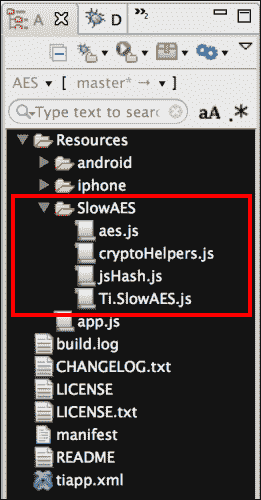 A D »₂
AES [ master* → ]
Type text to sear aA .*
Resources
android
iphone
SlowAES
aes.js
cryptoHelpers.js
jsHash.js
Ti.SlowAES.js
app.js
build.log
CHANGELOG.txt
LICENSE
LICENSE.txt
manifest
README
tiapp.xml